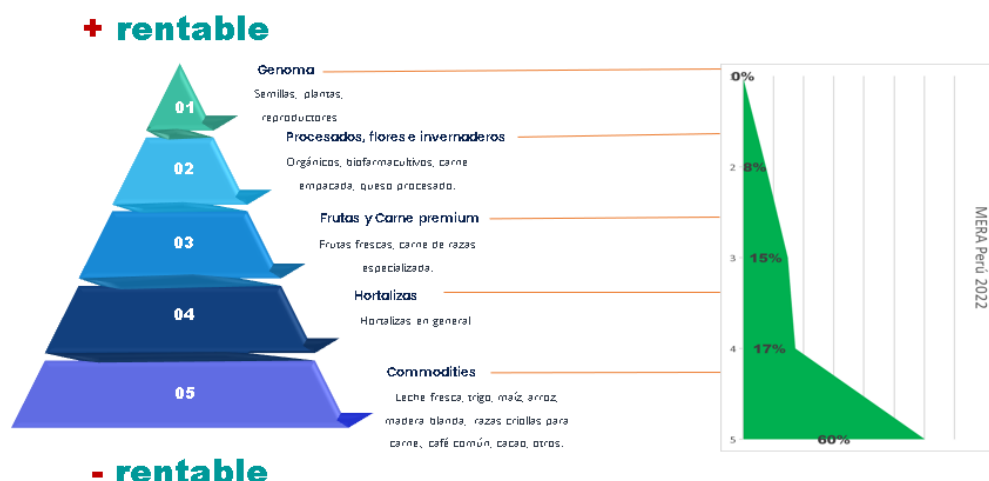 + rentable
01
Genoma
Semillas, plantas,
reproductores
02
Procesados, flores e invernaderos
Orgánicos, biofarmacultivos, carne
empacada, queso procesado.
03
Frutas y Carne premium
Frutas frescas, carne de razas
especializada.
04
Hortalizas
Hortalizas en general
05
Commodities
Leche fresca, trigo, maíz, arroz,
madera blanda, razas criollas para
carne, café común, cacao, otros.
- rentable
0%
2 8%
3 15%
4 17%
5 60%
MERA Perú 2022